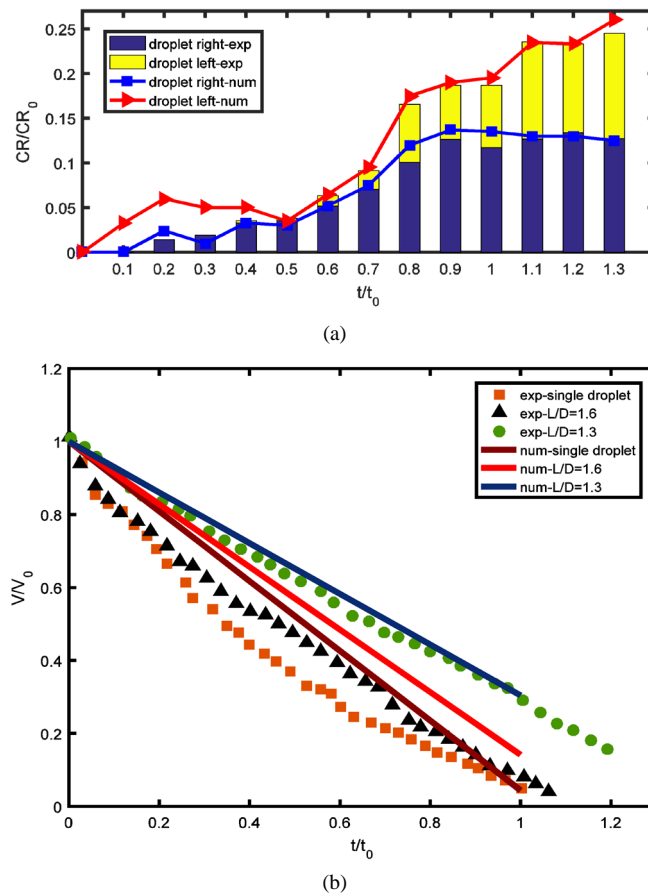 0.25
0.2
0.15
0.1
0.05
0
CR/CR0
droplet right-exp
droplet left-exp
droplet right-num
droplet left-num
0.1 0.2 0.3 0.4 0.5 0.6 0.7 0.8 0.9 1 1.1 1.2 1.3
t/t0
(a)
1.2
1
0.8
0.6
0.4
0.2
0
V/V0
exp-single droplet
exp-L/D=1.6
exp-L/D=1.3
num-single droplet
num-L/D=1.6
num-L/D=1.3
0 0.2 0.4 0.6 0.8 1 1.2
t/t0
(b)